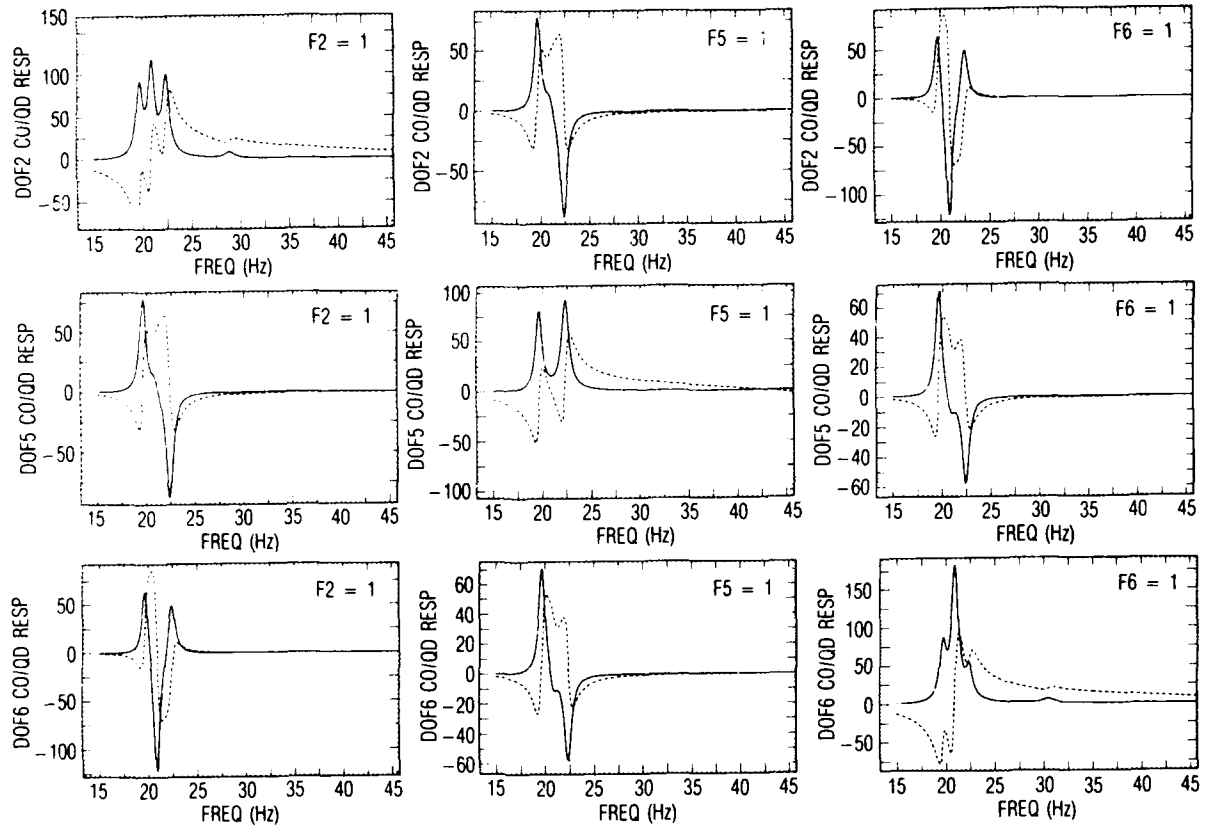 DOF2 CO/QD RESP
150
100
50
0
−50
F2 = 1
15 20 25 30 35 40 45
FREQ (Hz)
DOF2 CO/QD RESP
50
0
−50
F5 = 1
15 20 25 30 35 40 45
FREQ (Hz)
DOF2 CO/QD RESP
50
0
−50
−100
F6 = 1
15 20 25 30 35 40 45
FREQ (Hz)
DOF5 CO/QD RESP
50
0
−50
F2 = 1
15 20 25 30 35 40 45
FREQ (Hz)
DOF5 CO/QD RESP
100
50
0
−50
−100
F5 = 1
15 20 25 30 35 40 45
FREQ (Hz)
DOF5 CO/QD RESP
60
40
20
0
−20
−40
−60
F6 = 1
15 20 25 30 35 40 45
FREQ (Hz)
DOF6 CO/QD RESP
50
0
−50
−100
F2 = 1
15 20 25 30 35 40 45
FREQ (Hz)
DOF6 CO/QD RESP
60
40
20
0
−20
−40
−60
F5 = 1
15 20 25 30 35 40 45
FREQ (Hz)
DOF6 CO/QD RESP
150
100
50
0
−50
F6 = 1
15 20 25 30 35 40 45
FREQ (Hz)